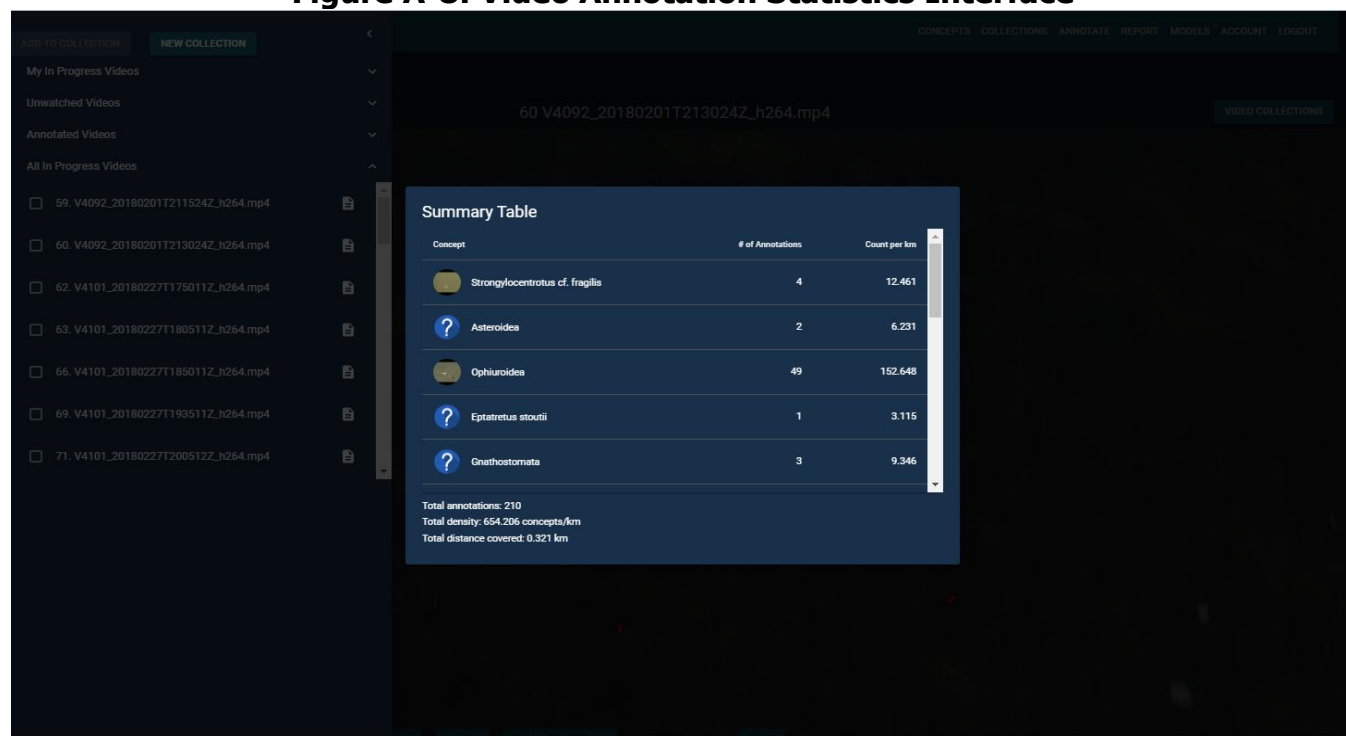 Figure A-8: Video Annotation Statistics Interface
ADD TO COLLECTION NEW COLLECTION
CONCEPTS COLLECTIONS ANNOTATE REPORT MODELS ACCOUNT LOGOUT
My In Progress Videos
Unwatched Videos
Annotated Videos
All In Progress Videos
60 V4092_20180201T213024Z_h264.mp4
VIDEO COLLECTIONS
59. V4092_20180201T211524Z_h264.mp4
60. V4092_20180201T213024Z_h264.mp4
62. V4101_20180227T175011Z_h264.mp4
63. V4101_20180227T180511Z_h264.mp4
66. V4101_20180227T185011Z_h264.mp4
69. V4101_20180227T193511Z_h264.mp4
71. V4101_20180227T200512Z_h264.mp4
Summary Table
Concept # of Annotations Count per km
Strongylocentrotus cf. fragilis 4 12.461
Asteroidea 2 6.231
Ophiuroidea 49 152.648
Eptatretus stoutii 1 3.115
Gnathostomata 3 9.346
Total annotations: 210
Total density: 654.206 concepts/km
Total distance covered: 0.321 km